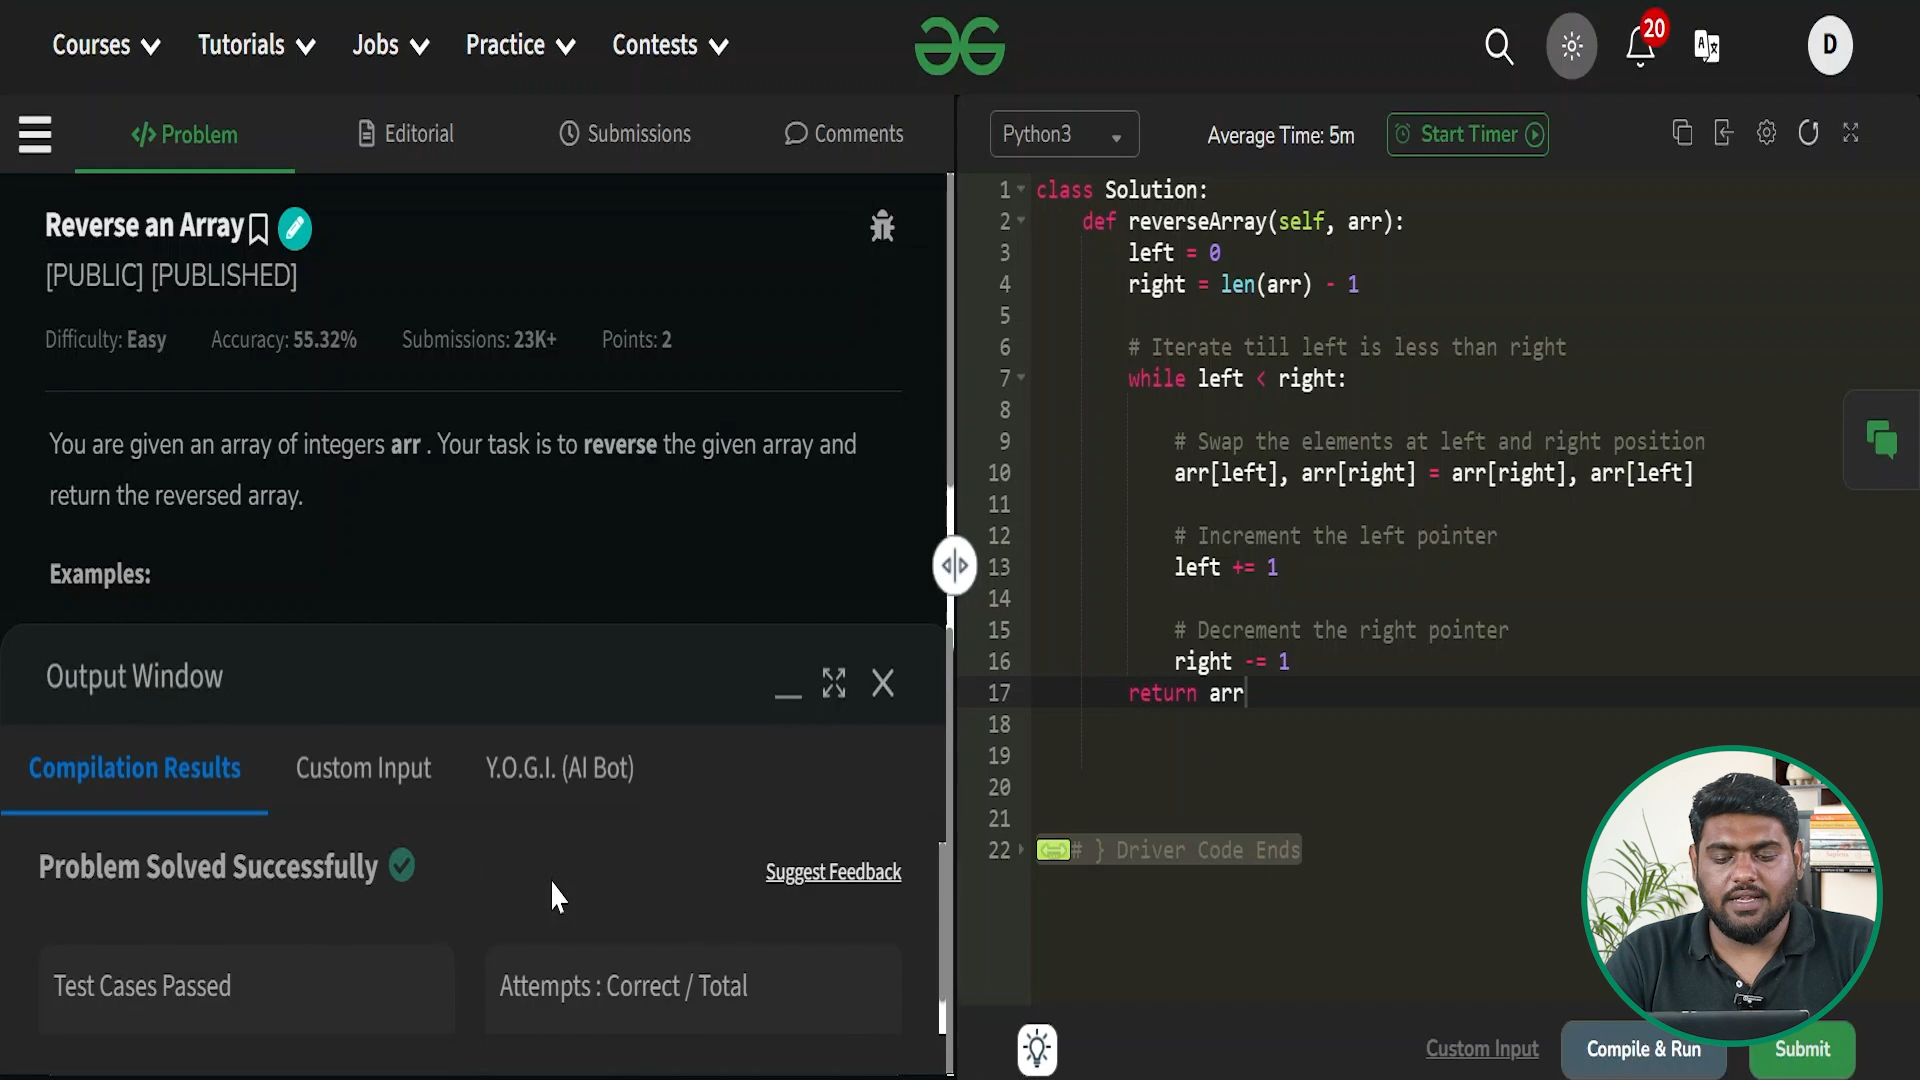 Courses Tutorials Jobs Practice Contests
20
D
Problem Editorial Submissions Comments
Python3 Average Time: 5m Start Timer
Reverse an Array
[PUBLIC] [PUBLISHED]
Difficulty: Easy Accuracy: 55.32% Submissions: 23K+ Points: 2
You are given an array of integers arr . Your task is to reverse the given array and
return the reversed array.
Examples:
Output Window
Compilation Results Custom Input Y.O.G.I. (AI Bot)
Problem Solved Successfully
Suggest Feedback
Test Cases Passed Attempts : Correct / Total
1 class Solution:
2 def reverseArray(self, arr):
3 left = 0
4 right = len(arr) - 1
5
6 # Iterate till left is less than right
7 while left < right:
8
9 # Swap the elements at left and right position
10 arr[left], arr[right] = arr[right], arr[left]
11
12 # Increment the left pointer
13 left += 1
14
15 # Decrement the right pointer
16 right -= 1
17 return arr
18
19
20
21
22 # } Driver Code Ends
Custom Input Compile & Run Submit